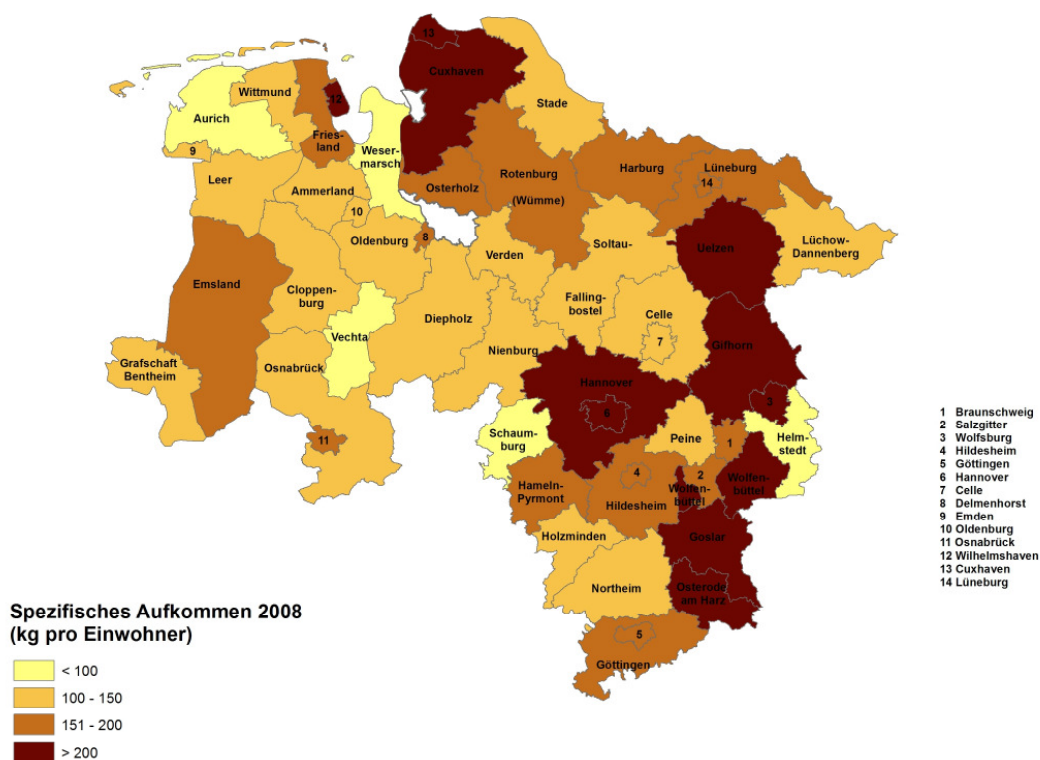 13
Cuxhaven
Wittmund
12
Stade
Aurich
Fries-
land
Weser-
marsch
9
Leer
Ammerland
Osterholz
Rotenburg
(Wümme)
Harburg
Lüneburg
14
10
Oldenburg
8
Verden
Soltau-
Uelzen
Lüchow-
Dannenberg
Emsland
Cloppen-
burg
Diepholz
Falling-
bostel
Celle
7
Vechta
Nienburg
Gifhorn
Grafschaft
Bentheim
Osnabrück
Hannover
6
3
11
Schaum-
burg
Peine
1
Helm-
stedt
4
2
Wolfen-
büttel
Wolfen-
büttel
Hameln-
Pyrmont
Hildesheim
Holzminden
Goslar
Northeim
Osterode
am Harz
5
Göttingen
1 Braunschweig
2 Salzgitter
3 Wolfsburg
4 Hildesheim
5 Göttingen
6 Hannover
7 Celle
8 Delmenhorst
9 Emden
10 Oldenburg
11 Osnabrück
12 Wilhelmshaven
13 Cuxhaven
14 Lüneburg
Spezifisches Aufkommen 2008
(kg pro Einwohner)
< 100
100 - 150
151 - 200
> 200